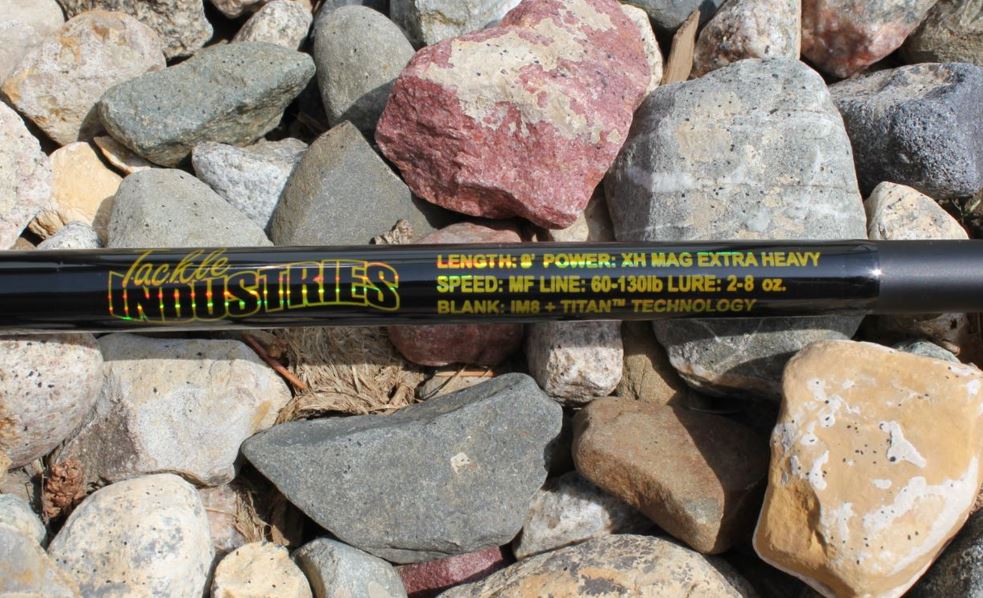 Tackle
INDUSTRIES
LENGTH: 9' POWER: XH MAG EXTRA HEAVY
SPEED: MF LINE: 60-130lb LURE: 2-8 oz.
BLANK: IM8 + TITAN™ TECHNOLOGY